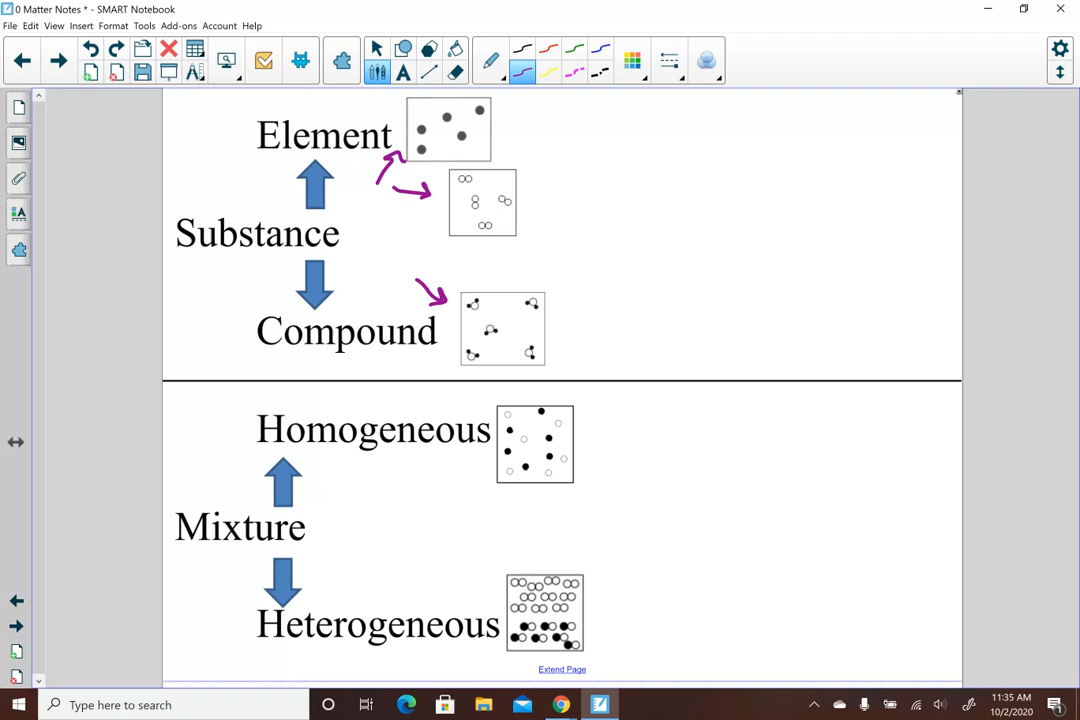 0 Matter Notes * - SMART Notebook
File Edit View Insert Format Tools Add-ons Account Help
Element
Substance
Compound
Homogeneous
Mixture
Heterogeneous
Extend Page
Type here to search
11:35 AM
10/2/2020
1